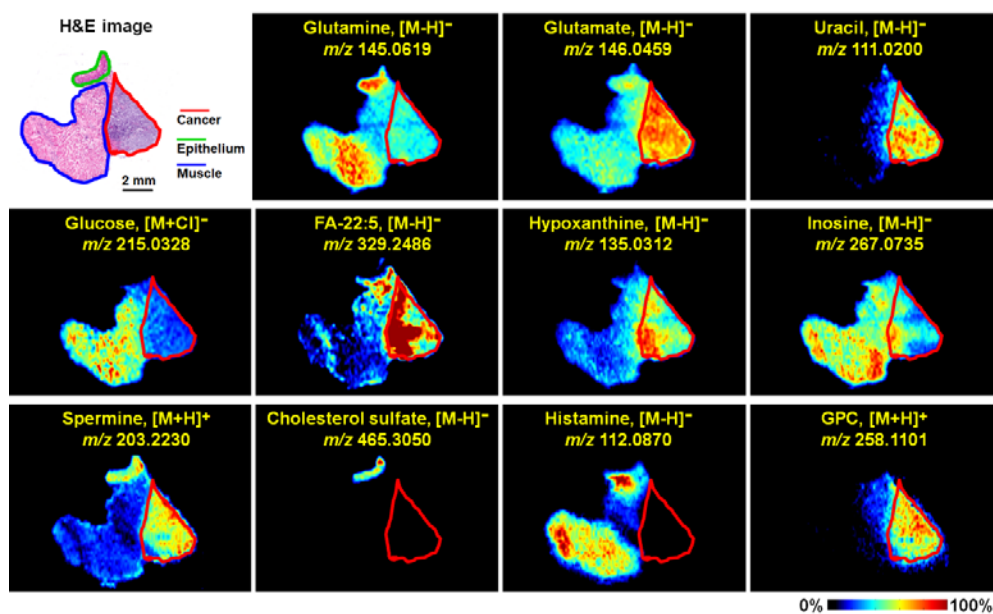 H&E image
Cancer
Epithelium
Muscle
2 mm
Glutamine, [M-H]⁻
m/z 145.0619
Glutamate, [M-H]⁻
m/z 146.0459
Uracil, [M-H]⁻
m/z 111.0200
Glucose, [M+Cl]⁻
m/z 215.0328
FA-22:5, [M-H]⁻
m/z 329.2486
Hypoxanthine, [M-H]⁻
m/z 135.0312
Inosine, [M-H]⁻
m/z 267.0735
Spermine, [M+H]⁺
m/z 203.2230
Cholesterol sulfate, [M-H]⁻
m/z 465.3050
Histamine, [M-H]⁻
m/z 112.0870
GPC, [M+H]⁺
m/z 258.1101
0% 100%